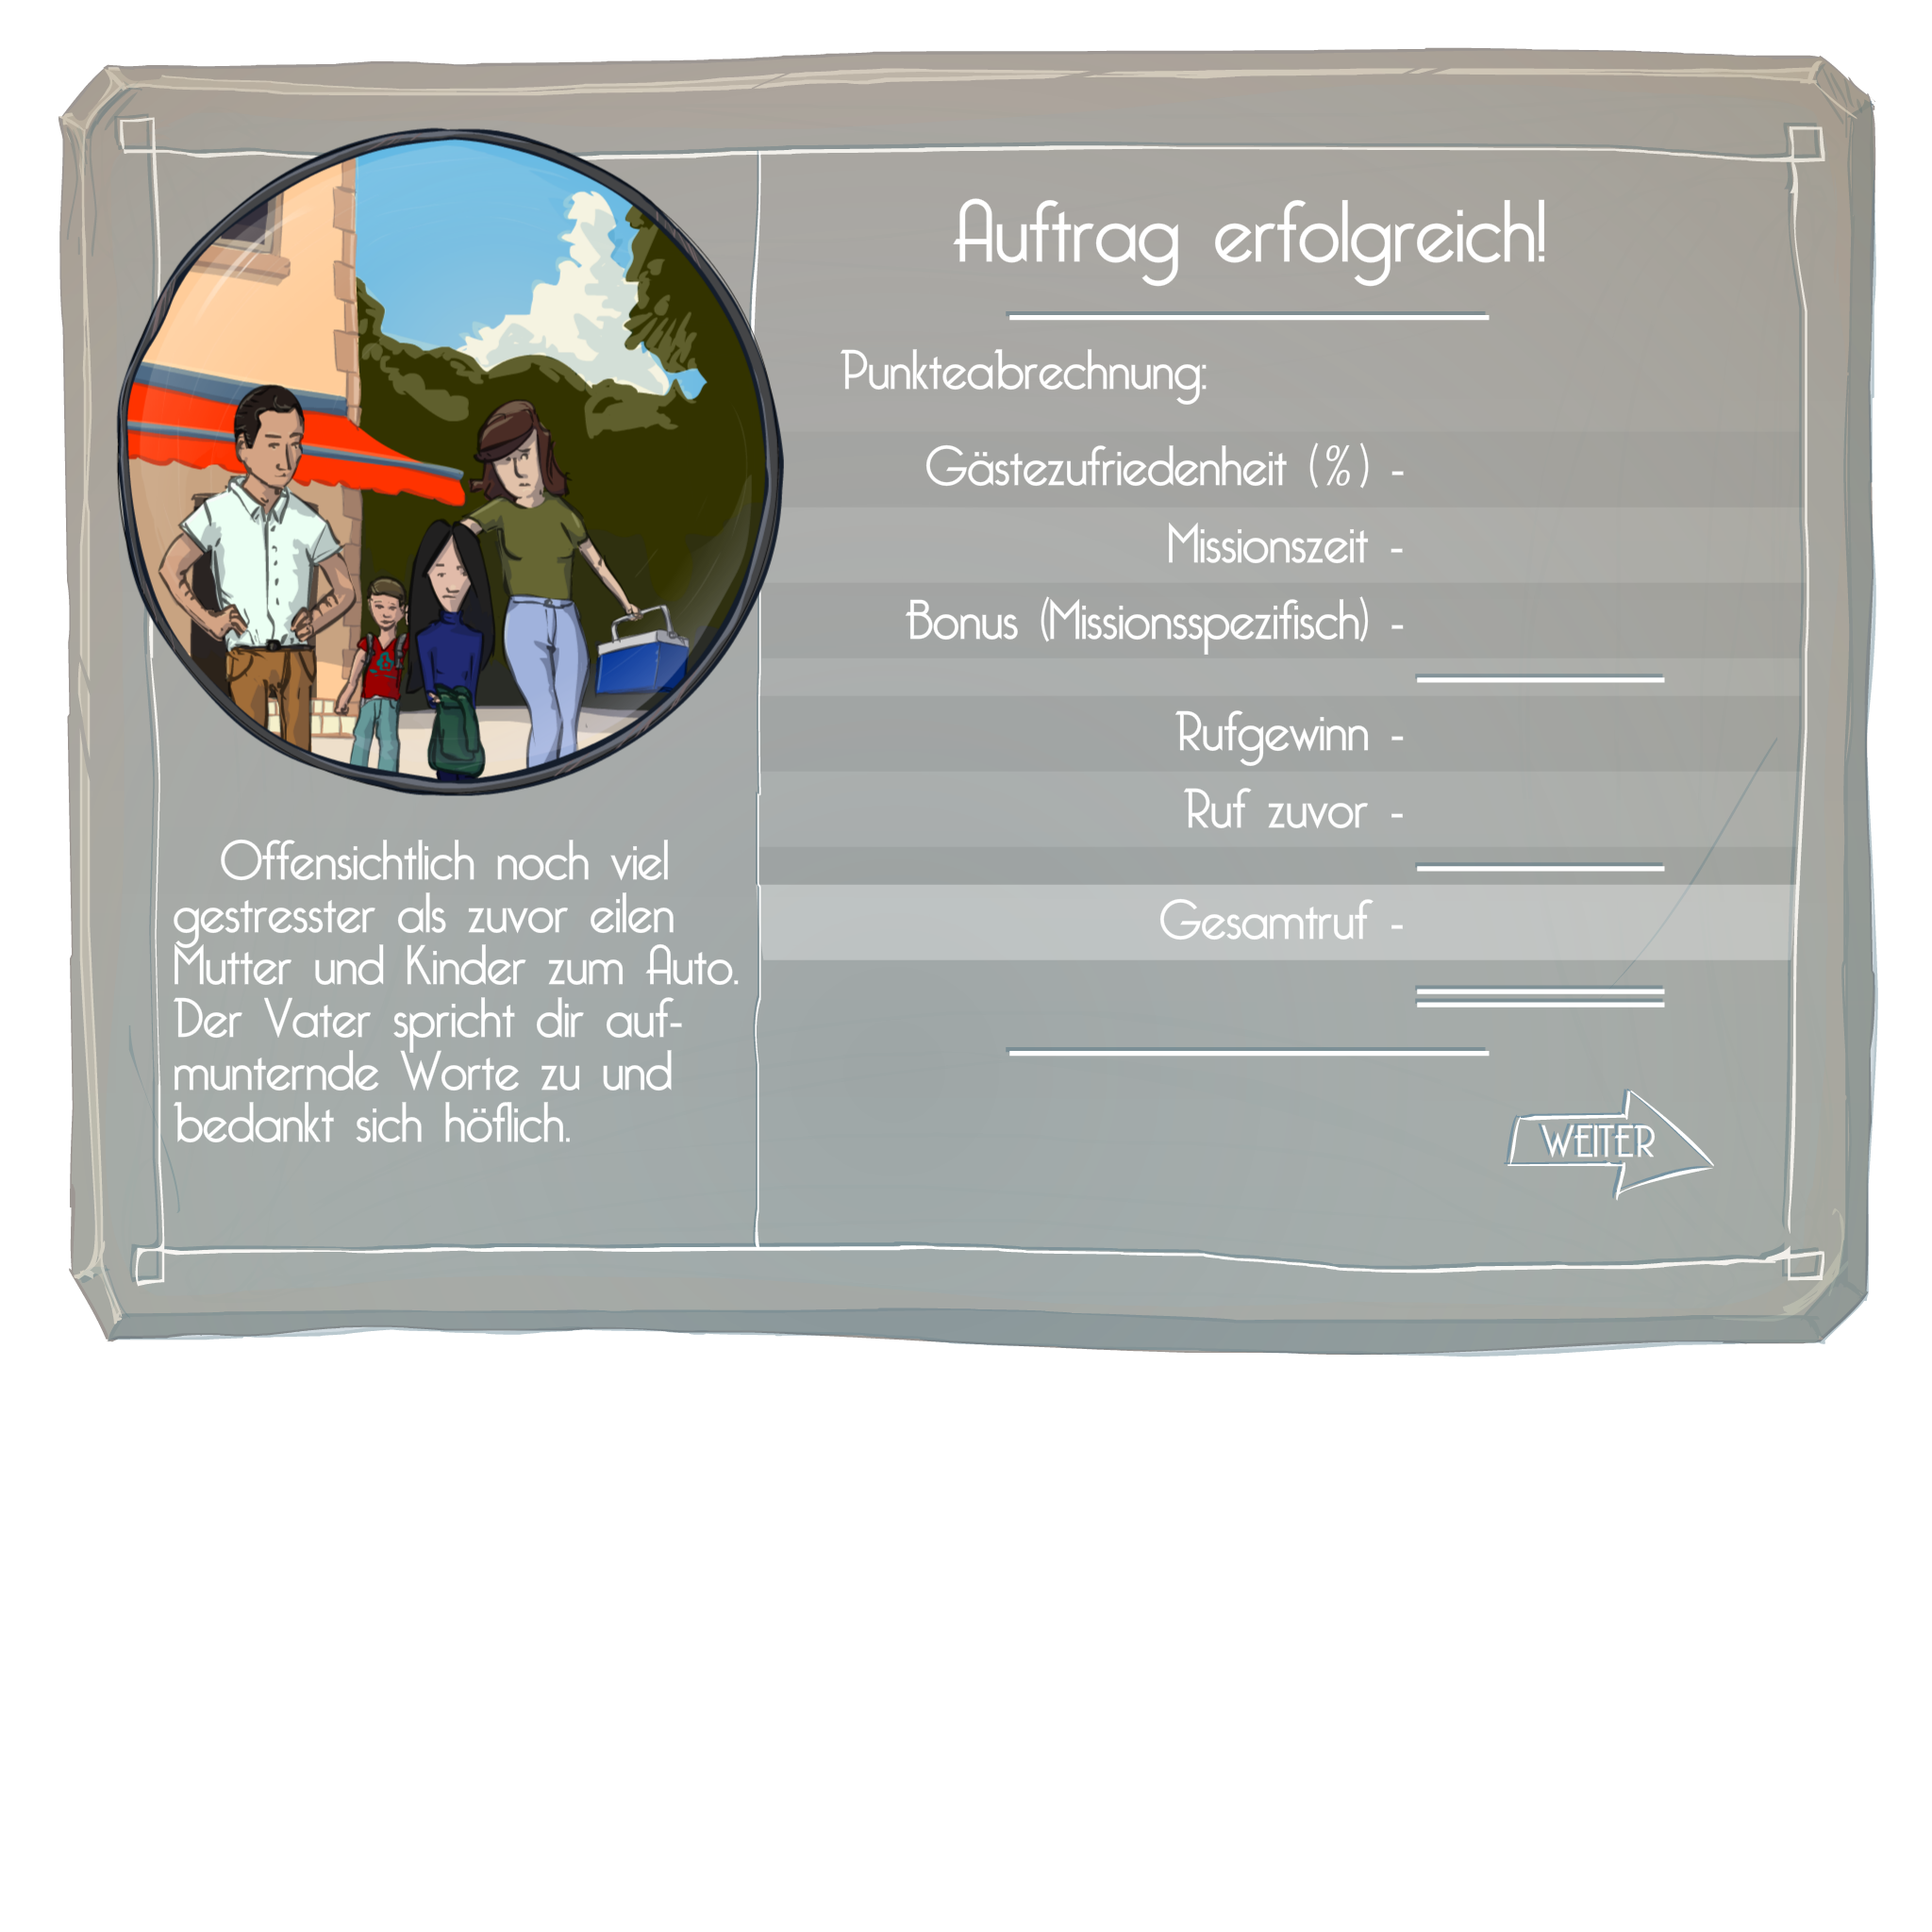 Auftrag erfolgreich!
Punkteabrechnung:
Gästezufriedenheit (%) -
Missionszeit -
Bonus (Missionsspezifisch) -
Rufgewinn -
Ruf zuvor -
Gesamtruf -
Offensichtlich noch viel
gestresster als zuvor eilen
Mutter und Kinder zum Auto.
Der Vater spricht dir auf-
munternde Worte zu und
bedankt sich höflich.
WEITER